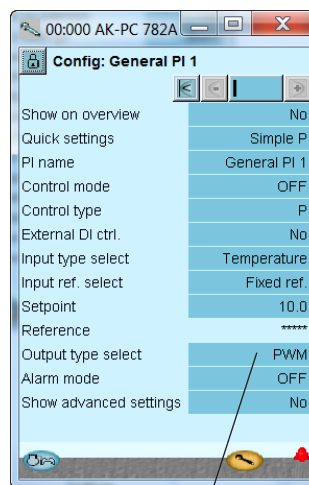 00:000 AK-PC 782A
Config: General PI 1
Show on overview No
Quick settings Simple P
PI name General PI 1
Control mode OFF
Control type P
External DI ctrl. No
Input type select Temperature
Input ref. select Fixed ref.
Setpoint 10.0
Reference *****
Output type select PWM
Alarm mode OFF
Show advanced settings No